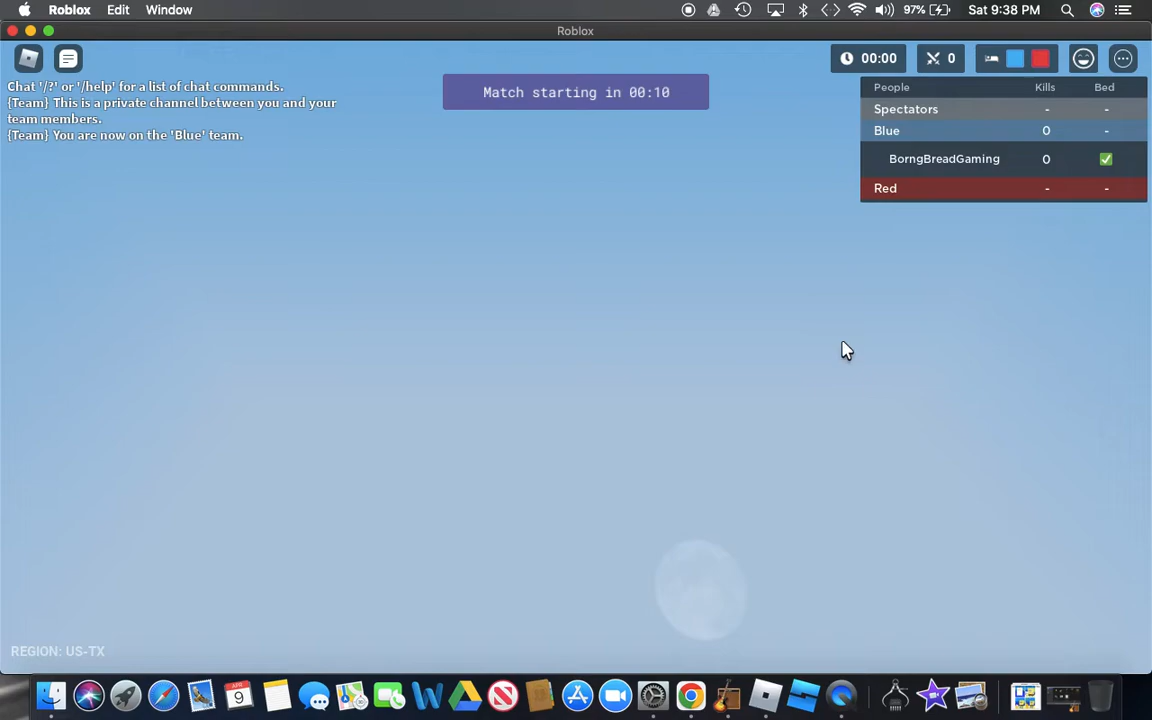 Roblox Edit Window 97% Sat 9:38 PM
Roblox
00:00 0
Chat '/?' or '/help' for a list of chat commands.
{Team} This is a private channel between you and your
team members.
{Team} You are now on the 'Blue' team.
Match starting in 00:10
People Kills Bed
Spectators - -
Blue 0 -
BorngBreadGaming 0
Red - -
REGION: US-TX
APR
9